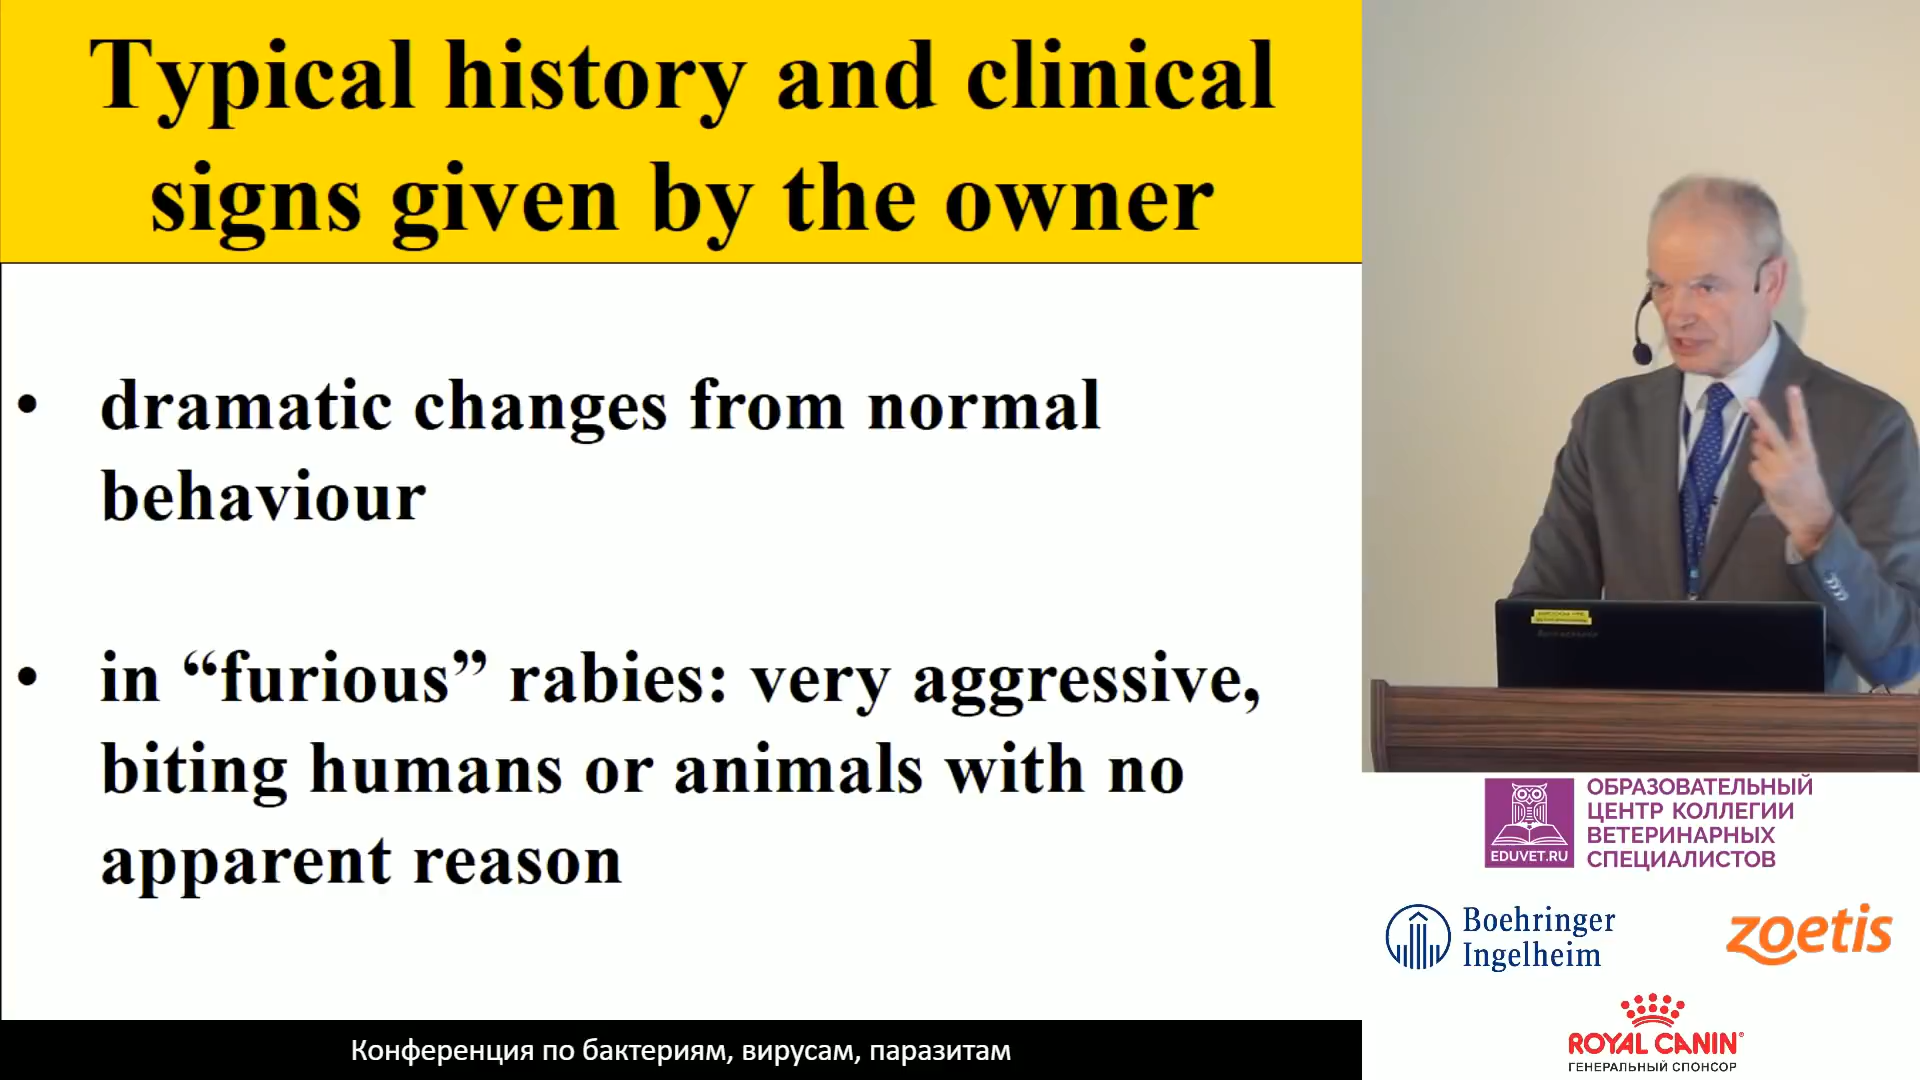 Typical history and clinical
signs given by the owner
• dramatic changes from normal
behaviour
• in “furious” rabies: very aggressive,
biting humans or animals with no
apparent reason
Конференция по бактериям, вирусам, паразитам
EDUVET.RU
ОБРАЗОВАТЕЛЬНЫЙ
ЦЕНТР КОЛЛЕГИИ
ВЕТЕРИНАРНЫХ
СПЕЦИАЛИСТОВ
Boehringer
Ingelheim
zoetis
ROYAL CANIN
ГЕНЕРАЛЬНЫЙ СПОНСОР